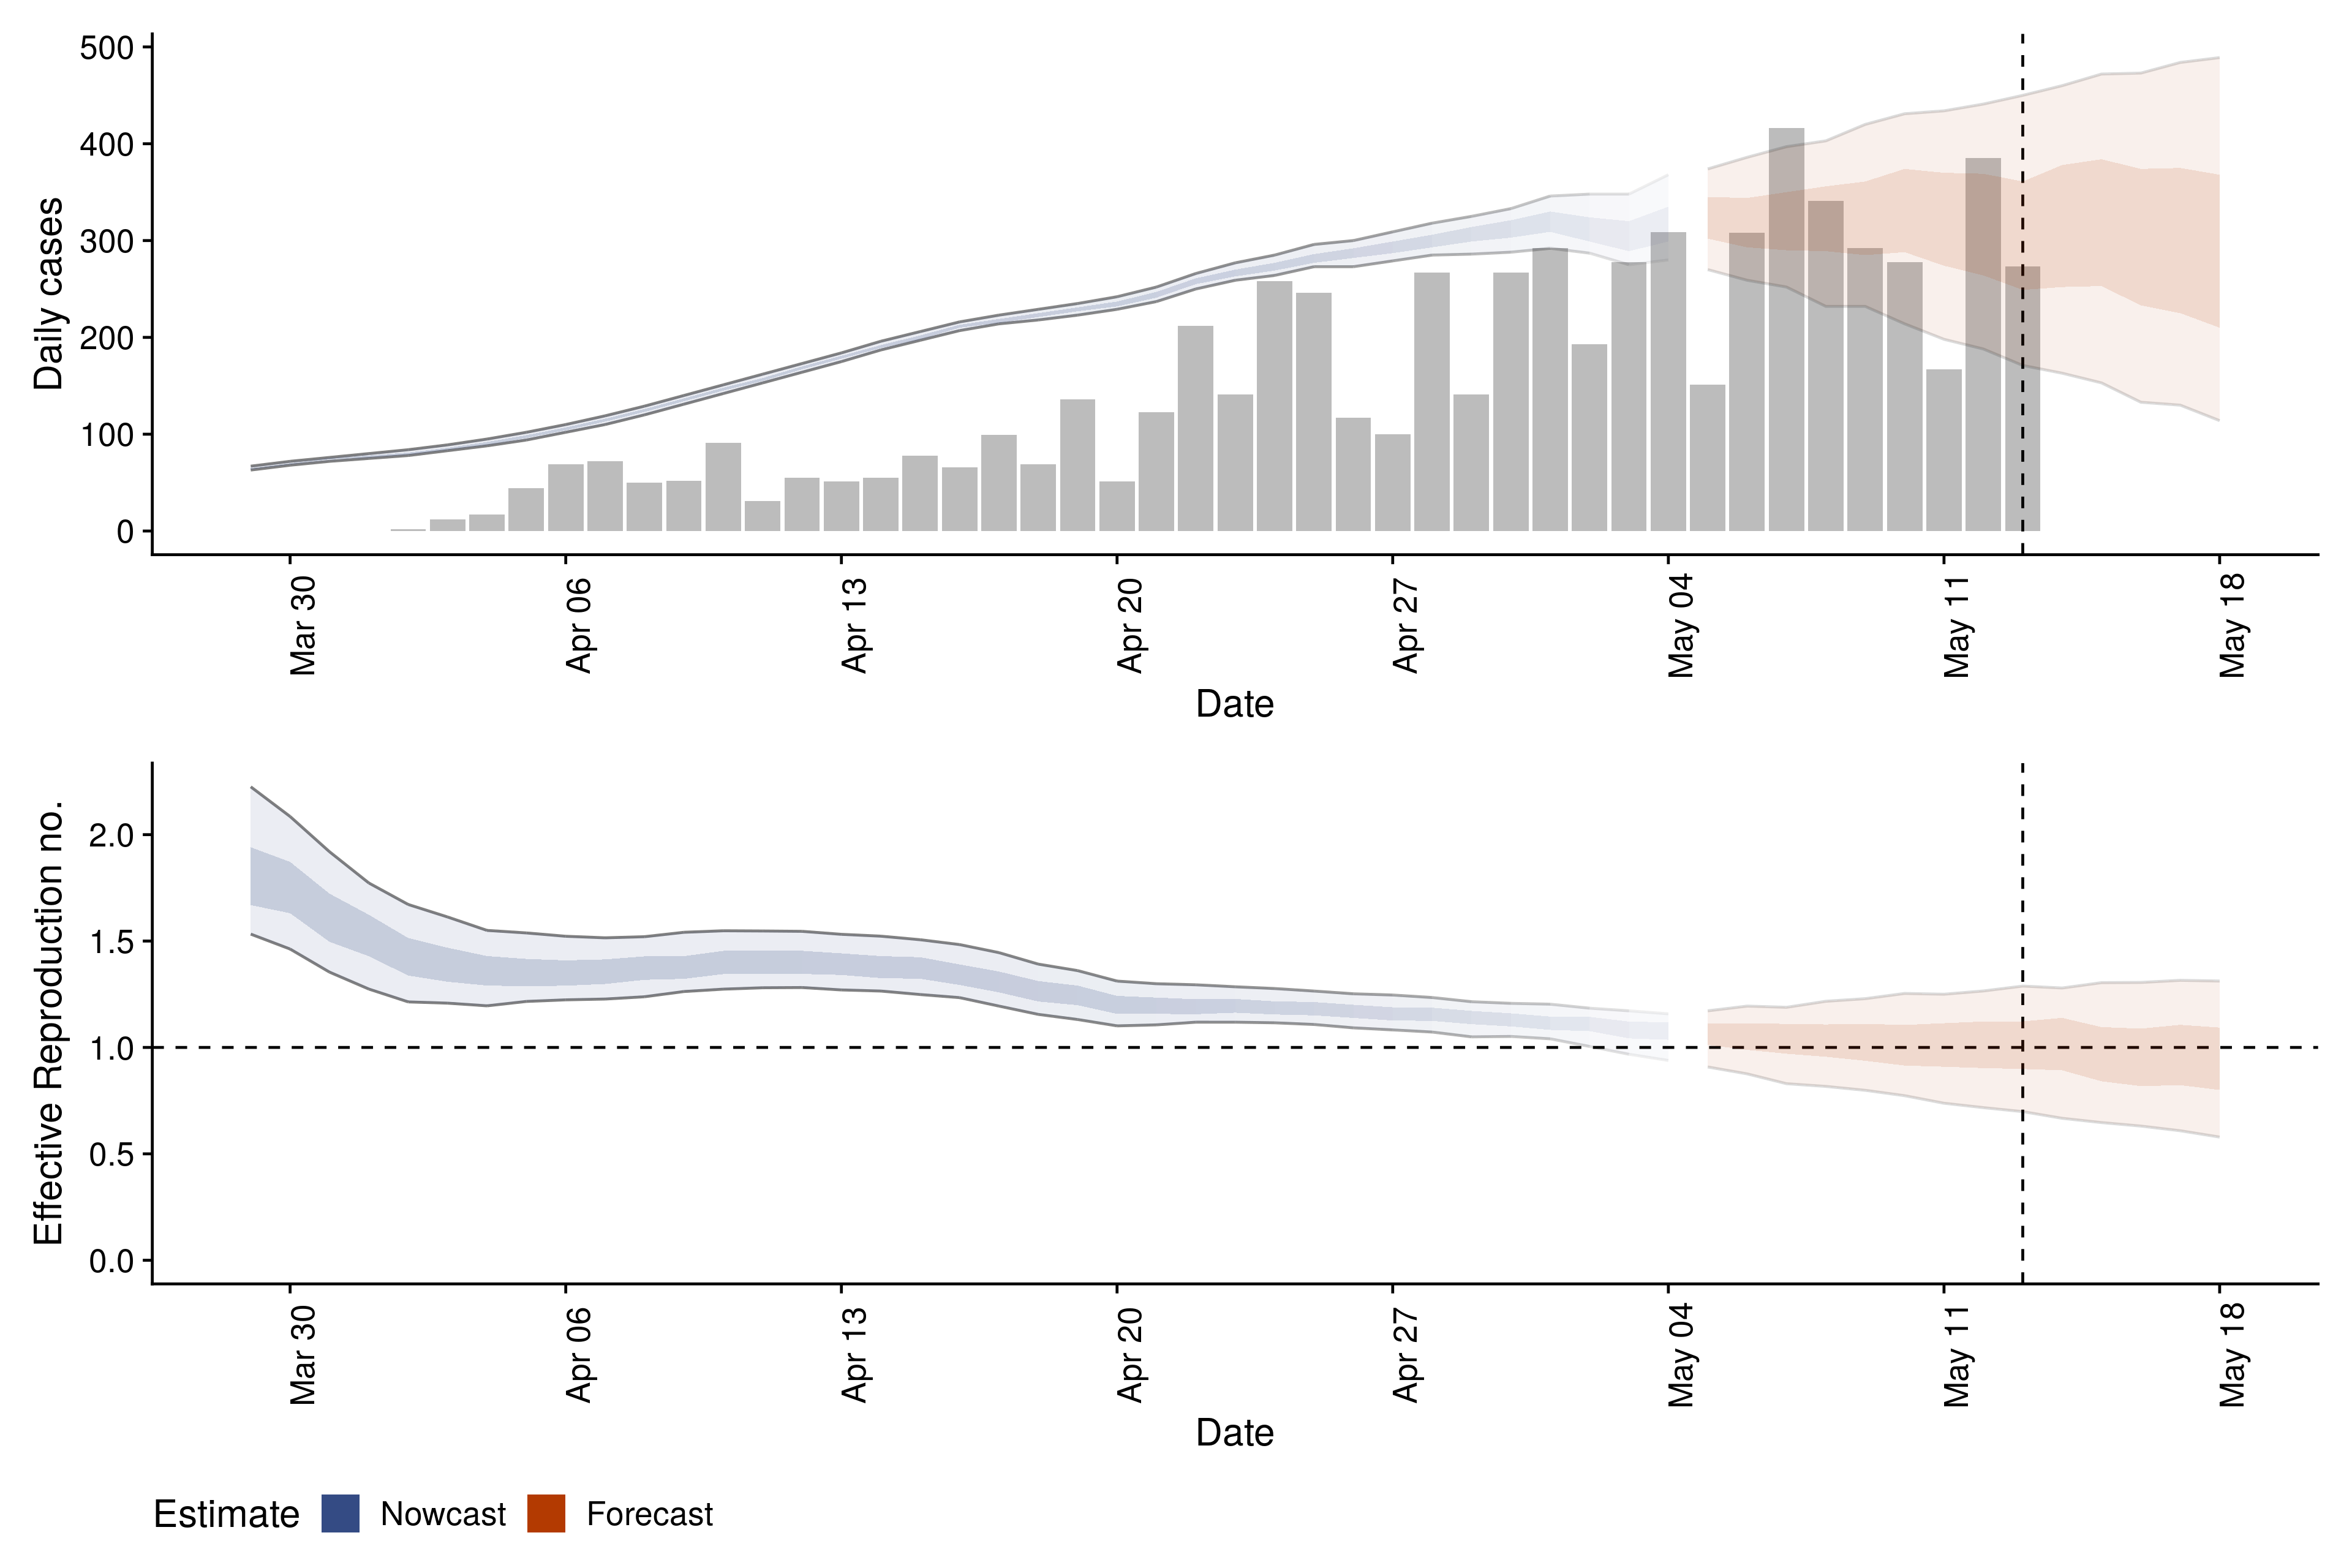 500
400
300
200
100
0
Daily cases
Mar 30
Apr 06
Apr 13
Apr 20
Apr 27
May 04
May 11
May 18
Date
2.0
1.5
1.0
0.5
0.0
Effective Reproduction no.
Mar 30
Apr 06
Apr 13
Apr 20
Apr 27
May 04
May 11
May 18
Date
Estimate Nowcast Forecast